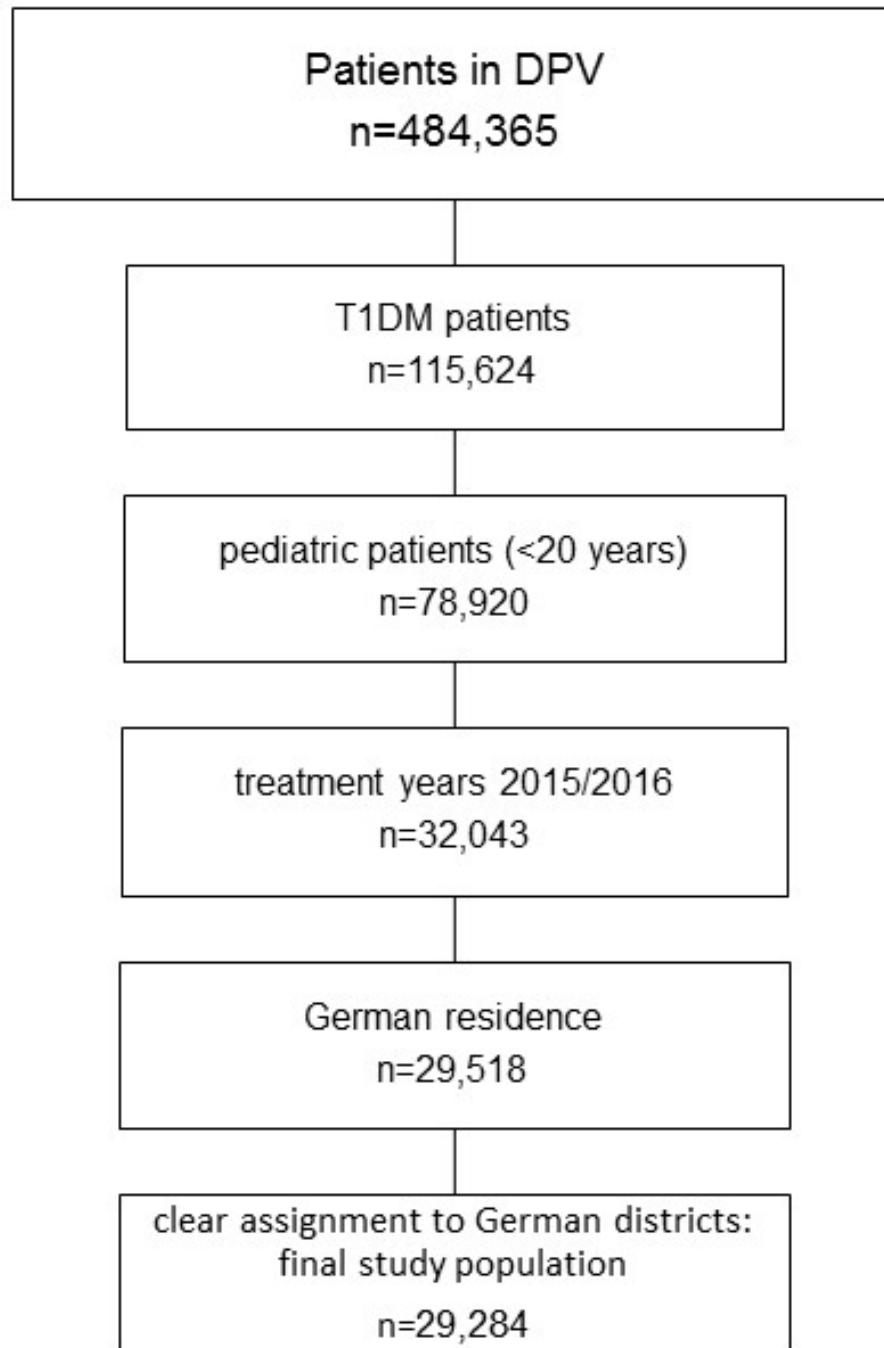 Patients in DPV
n=484,365
T1DM patients
n=115,624
pediatric patients (<20 years)
n=78,920
treatment years 2015/2016
n=32,043
German residence
n=29,518
clear assignment to German districts:
final study population
n=29,284